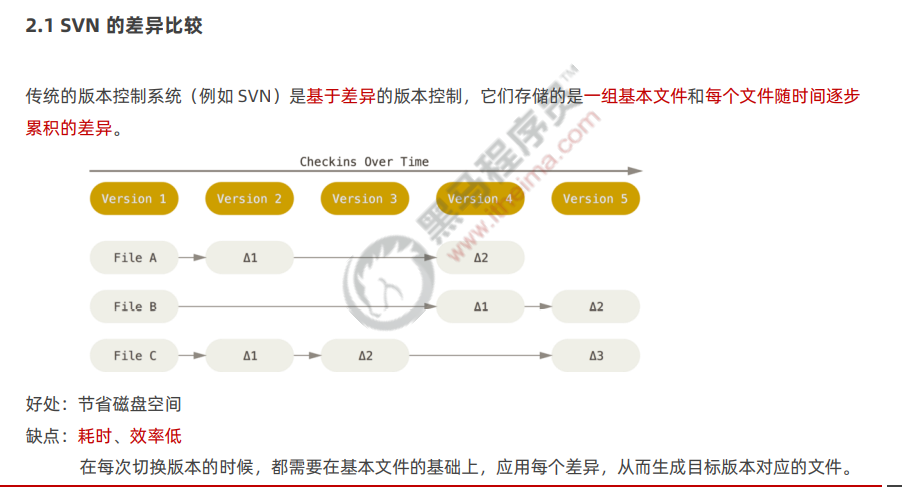 2.1 SVN 的差异比较
传统的版本控制系统（例如 SVN）是基于差异的版本控制，它们存储的是一组基本文件和每个文件随时间逐步
累积的差异。
Checkins Over Time
Version 1 Version 2 Version 3 Version 4 Version 5
File A Δ1 Δ2
File B Δ1 Δ2
File C Δ1 Δ2 Δ3
黑马程序员™
www.itheima.com
好处：节省磁盘空间
缺点：耗时、效率低
在每次切换版本的时候，都需要在基本文件的基础上，应用每个差异，从而生成目标版本对应的文件。